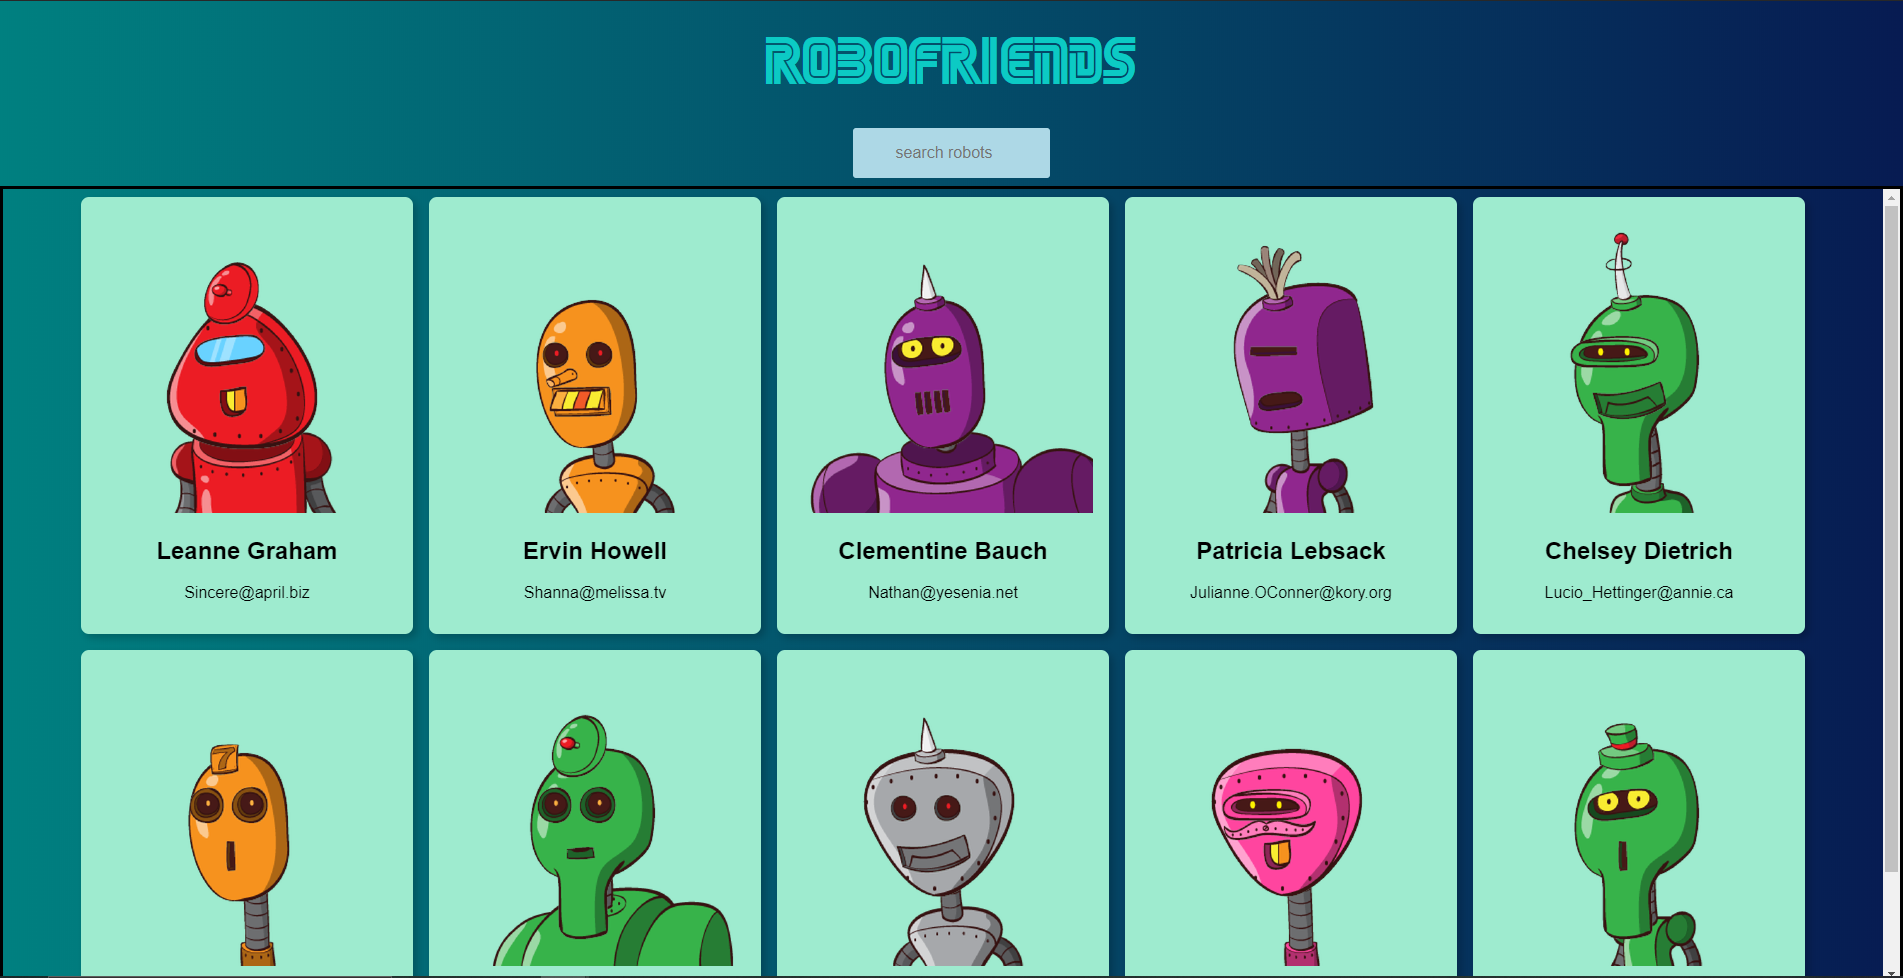 ROBOFRIENDS
search robots
Leanne Graham
Sincere@april.biz
Ervin Howell
Shanna@melissa.tv
Clementine Bauch
Nathan@yesenia.net
Patricia Lebsack
Julianne.OConner@kory.org
Chelsey Dietrich
Lucio_Hettinger@annie.ca
7